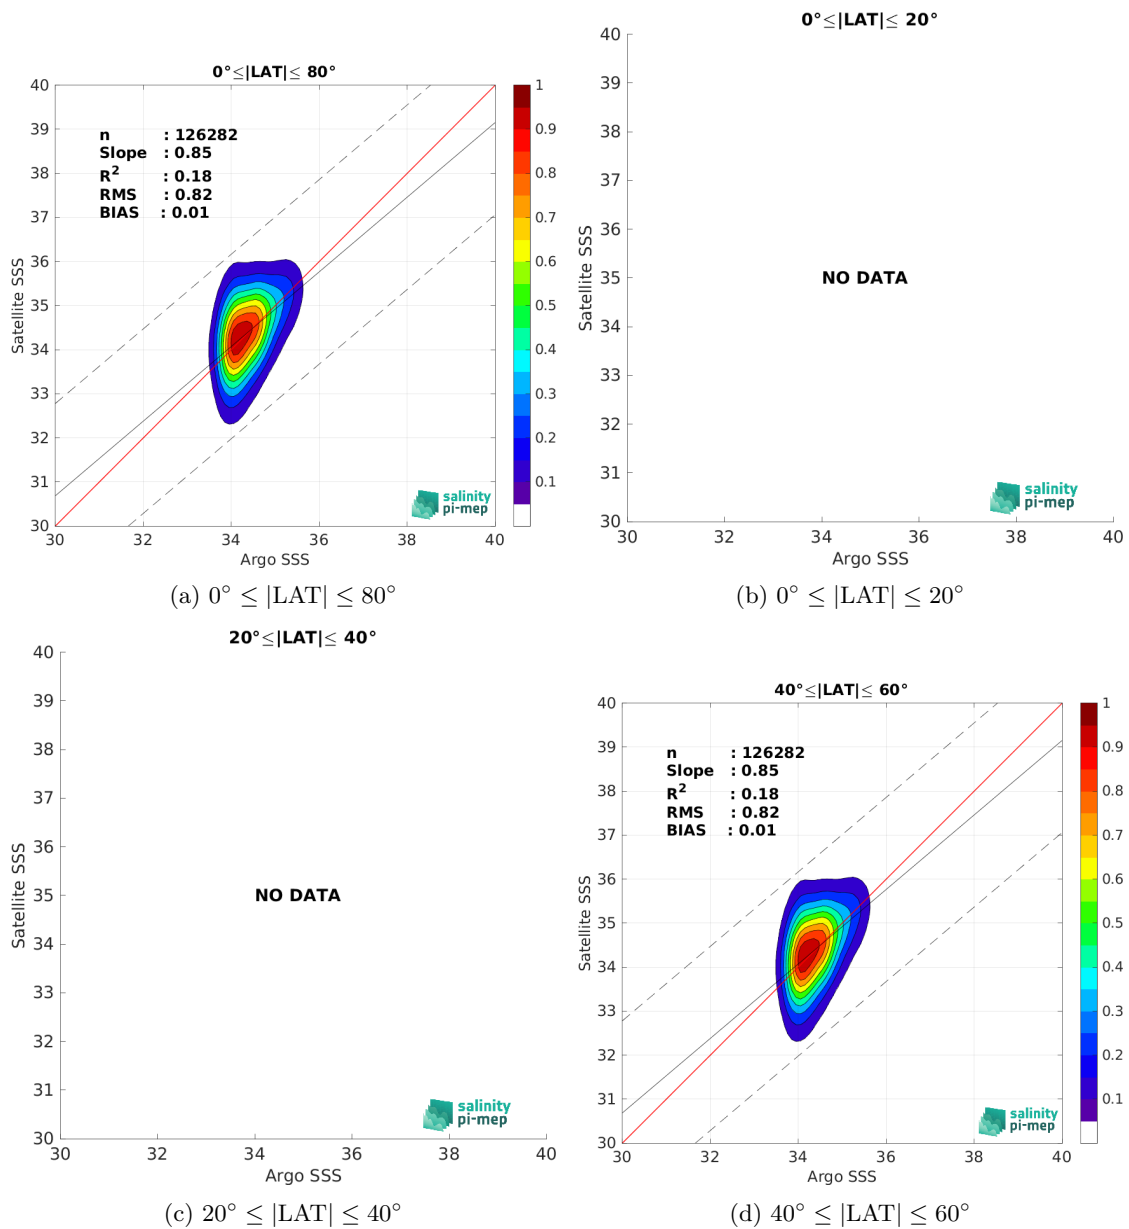 0°≤|LAT|≤ 80°
40
39
38
37
36
35
34
33
32
31
30
Satellite SSS
n : 126282
Slope : 0.85
R² : 0.18
RMS : 0.82
BIAS : 0.01
salinity
pi-mep
30 32 34 36 38 40
Argo SSS
1
0.9
0.8
0.7
0.6
0.5
0.4
0.3
0.2
0.1
(a) 0° ≤ |LAT| ≤ 80°
0°≤|LAT|≤ 20°
40
39
38
37
36
35
34
33
32
31
30
Satellite SSS
NO DATA
salinity
pi-mep
30 32 34 36 38 40
Argo SSS
(b) 0° ≤ |LAT| ≤ 20°
20°≤|LAT|≤ 40°
40
39
38
37
36
35
34
33
32
31
30
Satellite SSS
NO DATA
salinity
pi-mep
30 32 34 36 38 40
Argo SSS
(c) 20° ≤ |LAT| ≤ 40°
40°≤|LAT|≤ 60°
40
39
38
37
36
35
34
33
32
31
30
Satellite SSS
n : 126282
Slope : 0.85
R² : 0.18
RMS : 0.82
BIAS : 0.01
salinity
pi-mep
30 32 34 36 38 40
Argo SSS
1
0.9
0.8
0.7
0.6
0.5
0.4
0.3
0.2
0.1
(d) 40° ≤ |LAT| ≤ 60°